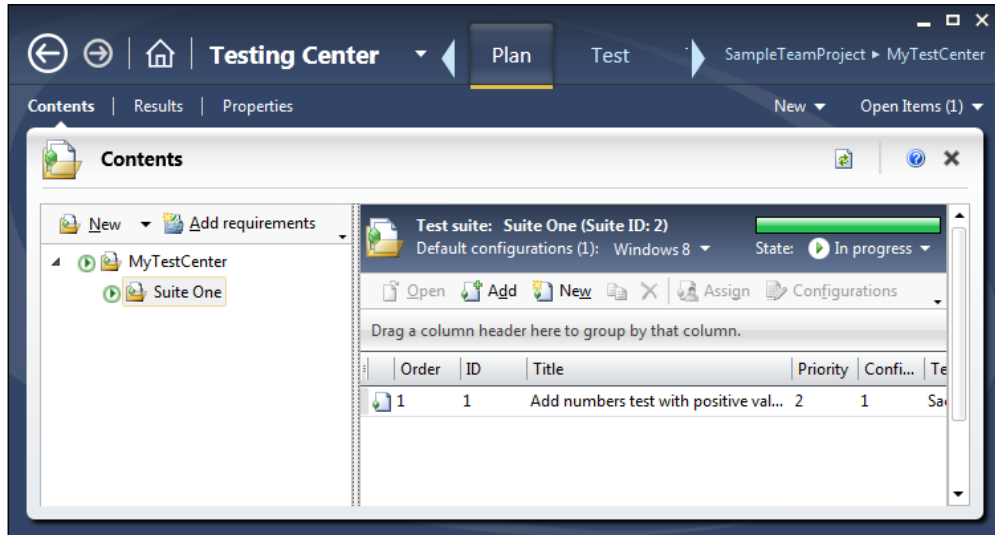 Testing Center Plan Test SampleTeamProject ▸ MyTestCenter
Contents | Results | Properties New Open Items (1)
Contents
New Add requirements
MyTestCenter
Suite One
Test suite: Suite One (Suite ID: 2)
Default configurations (1): Windows 8 State: In progress
Open Add New Assign Configurations
Drag a column header here to group by that column.
Order ID Title Priority Confi... Te
1 1 Add numbers test with positive val... 2 1 Sa